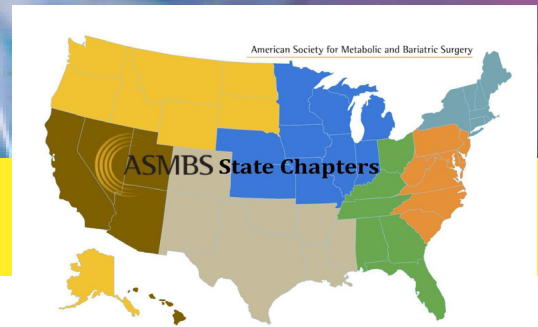 American Society for Metabolic and Bariatric Surgery
ASMBS State Chapters